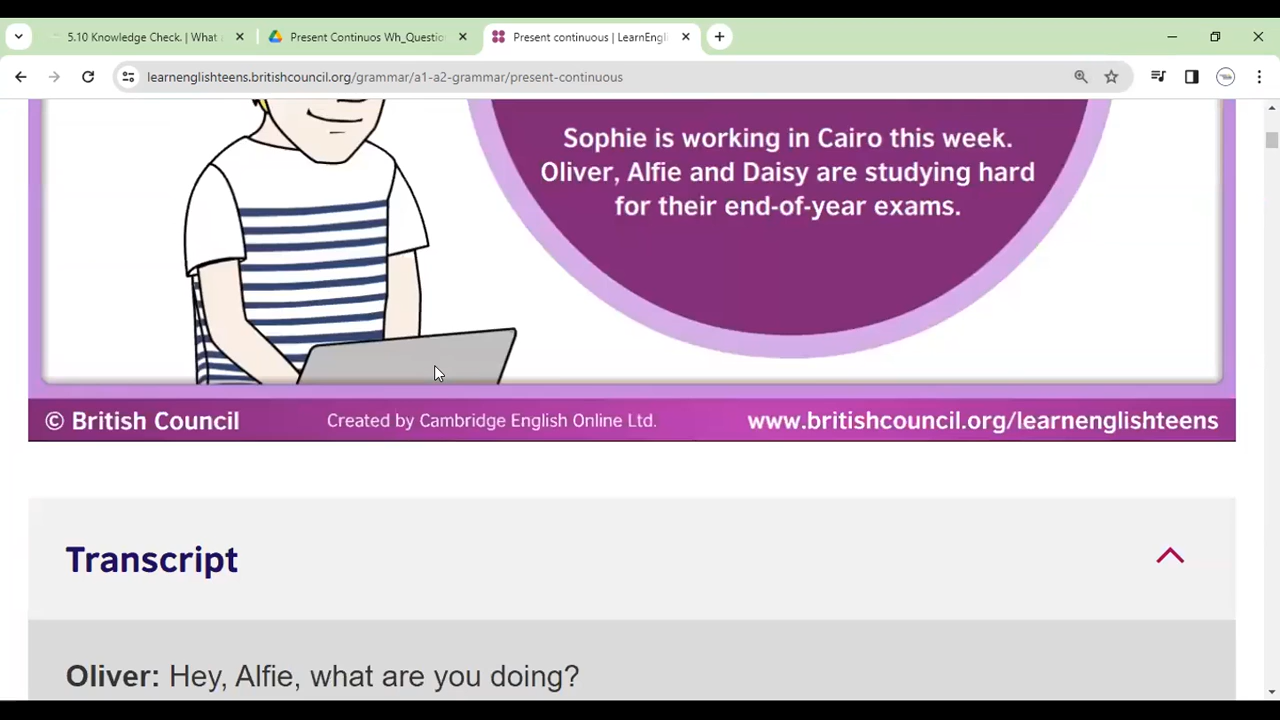 5.10 Knowledge Check. | What
Present Continuos Wh_Questio
Present continuous | LearnEngli
learnenglishteens.britishcouncil.org/grammar/a1-a2-grammar/present-continuous
Sophie is working in Cairo this week.
Oliver, Alfie and Daisy are studying hard
for their end-of-year exams.
© British Council
Created by Cambridge English Online Ltd.
www.britishcouncil.org/learnenglishteens
Transcript
Oliver: Hey, Alfie, what are you doing?